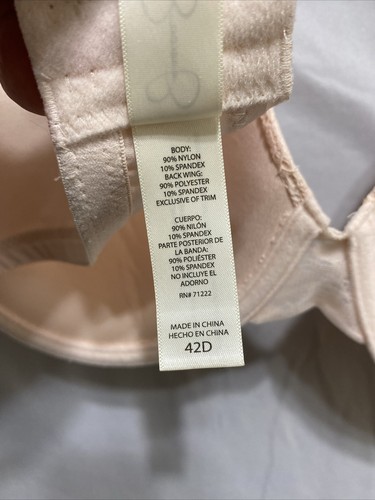 BODY:
90% NYLON
10% SPANDEX
BACK WING:
90% POLYESTER
10% SPANDEX
EXCLUSIVE OF TRIM
CUERPO:
90% NILÓN
10% SPANDEX
PARTE POSTERIOR DE
LA BANDA:
90% POLIÉSTER
10% SPANDEX
NO INCLUYE EL
ADORNO
RN# 71222
MADE IN CHINA
HECHO EN CHINA
42D